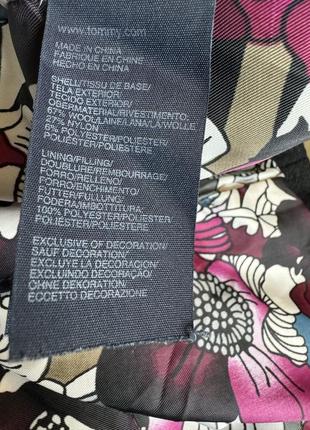 www.tommy.com
MADE IN CHINA
FABRIQUE EN CHINE
HECHO EN CHINA
SHELL/TISSU DE BASE/
TELA EXTERIOR/
TECIDO EXTERIOR/
OBERMATERIAL/RIVESTIMENTO
67% WOOL/LAINE/LANA/LÃ/WOLLE
27% NYLON
6% POLYESTER/POLIESTER/
POLIÉSTER/POLIESTERE
LINING/FILLING/
DOUBLURE/REMBOURRAGE/
FORRO/RELLENO/
FORRO/ENCHIMENTO/
FUTTER/FULLUNG/
FODERA/IMBOTTITURA
100% POLYESTER/POLIESTER/
POLIÉSTER/POLIESTERE
EXCLUSIVE OF DECORATION/
SAUF DECORATION/
EXCLUYE LA DECORACION/
EXCLUINDO DECORAÇÃO/
OHNE DEKORATION/
ECCETTO DECORAZIONE